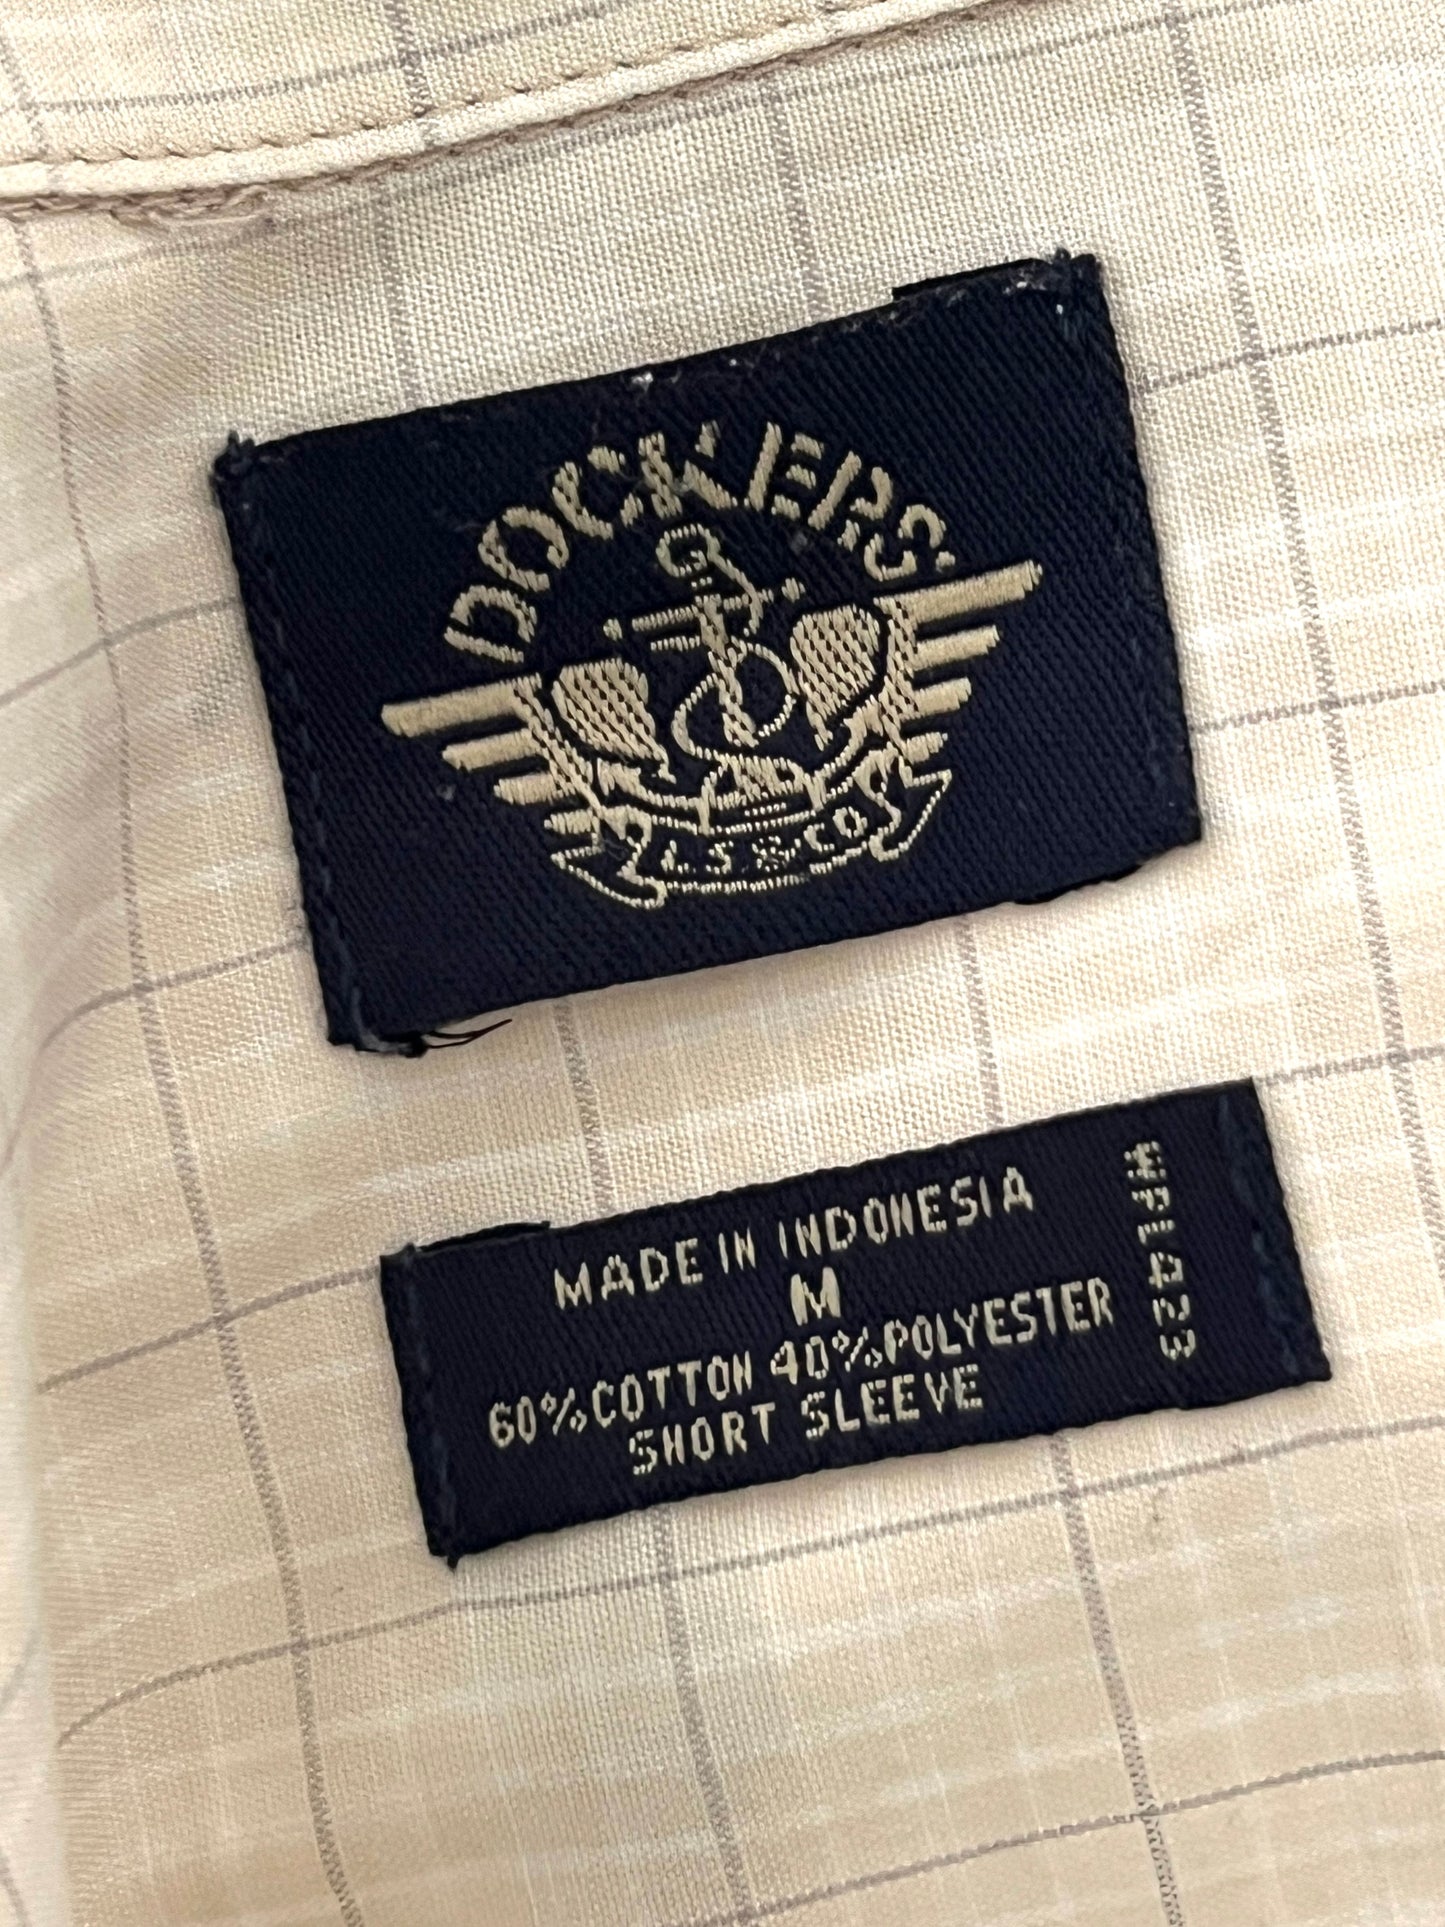 DOCKERS.
L.S.&CO.
MADE IN INDONESIA
M
60%COTTON 40%POLYESTER
SHORT SLEEVE
WPL423